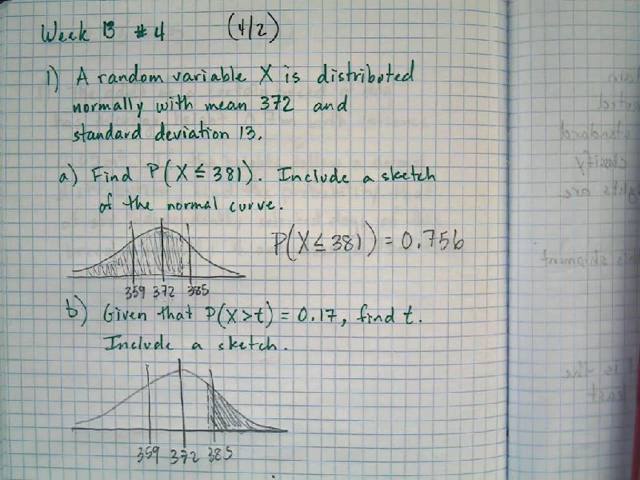 Week 13 #4 (4/2)
1) A random variable X is distributed
normally with mean 372 and
standard deviation 13.
a) Find P(X ≤ 381). Include a sketch
of the normal curve.
P(X ≤ 381) = 0.756
359 372 385
b) Given that P(X>t) = 0.17, find t.
Include a sketch.
359 372 385